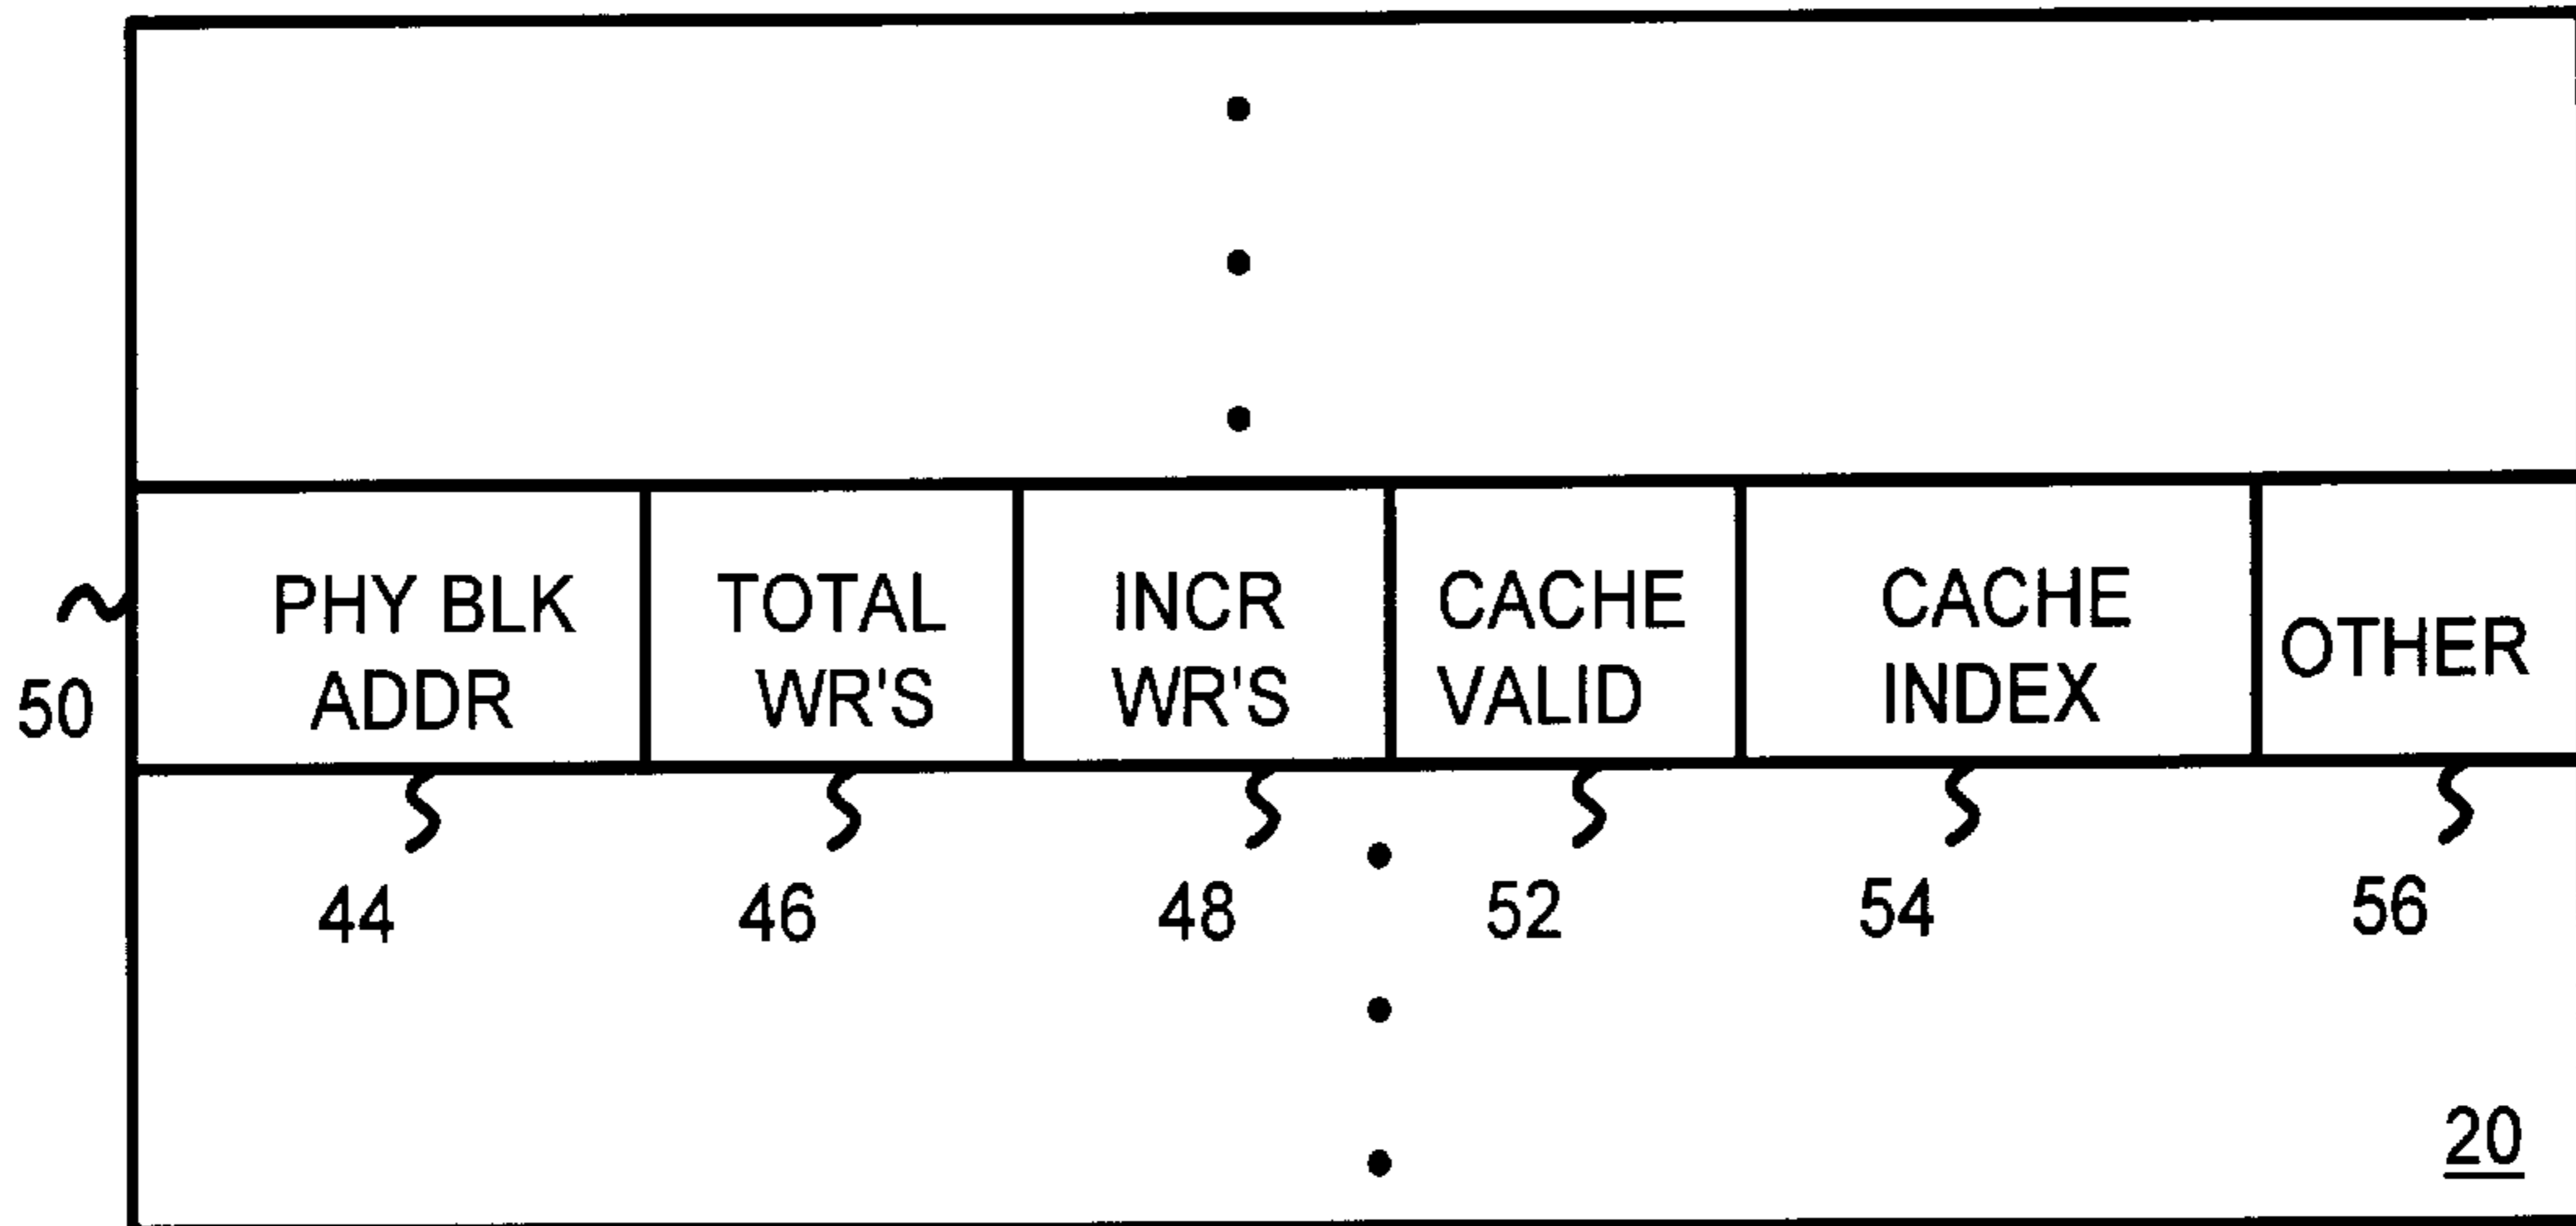 PHY BLK
ADDR
TOTAL
WR'S
INCR
WR'S
CACHE
VALID
CACHE
INDEX
OTHER
50
44
46
48
52
54
56
20